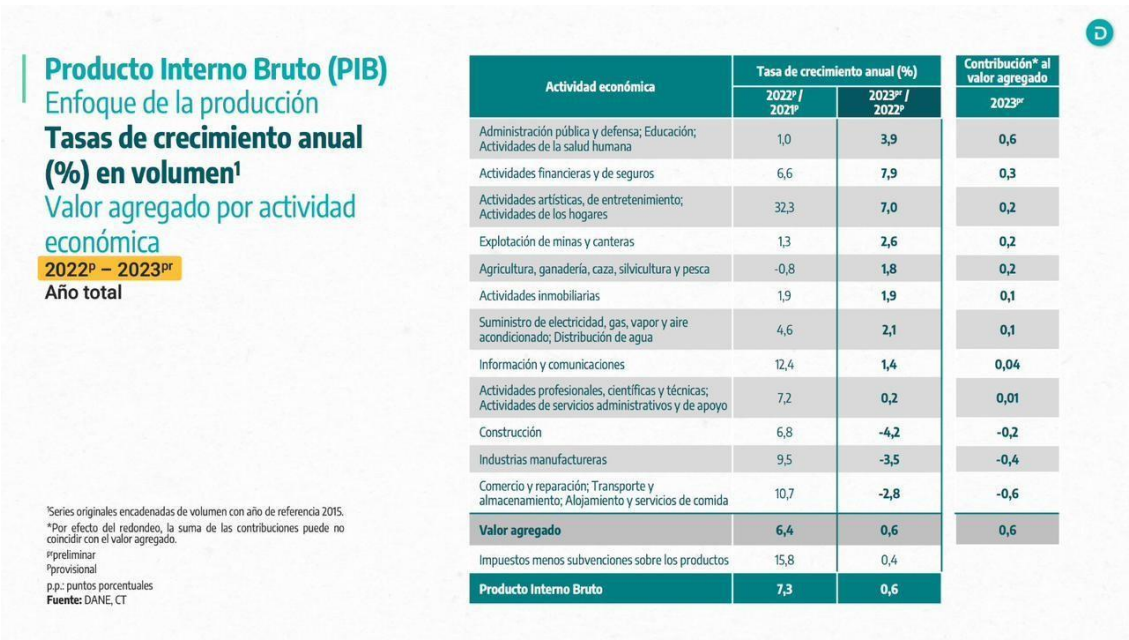 D
Producto Interno Bruto (PIB)
Enfoque de la producción
Tasas de crecimiento anual
(%) en volumen¹
Valor agregado por actividad
económica
2022ᵖ – 2023ᵖʳ
Año total
Actividad económica
Tasa de crecimiento anual (%)
Contribución* al
valor agregado
2022ᵖ /
2021ᵖ
2023ᵖʳ /
2022ᵖ
2023ᵖʳ
Administración pública y defensa; Educación;
Actividades de la salud humana
1,0 3,9 0,6
Actividades financieras y de seguros 6,6 7,9 0,3
Actividades artísticas, de entretenimiento;
Actividades de los hogares
32,3 7,0 0,2
Explotación de minas y canteras 1,3 2,6 0,2
Agricultura, ganadería, caza, silvicultura y pesca -0,8 1,8 0,2
Actividades inmobiliarias 1,9 1,9 0,1
Suministro de electricidad, gas, vapor y aire
acondicionado; Distribución de agua
4,6 2,1 0,1
Información y comunicaciones 12,4 1,4 0,04
Actividades profesionales, científicas y técnicas;
Actividades de servicios administrativos y de apoyo
7,2 0,2 0,01
Construcción 6,8 -4,2 -0,2
Industrias manufactureras 9,5 -3,5 -0,4
Comercio y reparación; Transporte y
almacenamiento; Alojamiento y servicios de comida
10,7 -2,8 -0,6
Valor agregado 6,4 0,6 0,6
Impuestos menos subvenciones sobre los productos 15,8 0,4
Producto Interno Bruto 7,3 0,6
¹Series originales encadenadas de volumen con año de referencia 2015.
*Por efecto del redondeo, la suma de las contribuciones puede no
coincidir con el valor agregado.
ᵖʳpreliminar
ᵖprovisional
p.p.: puntos porcentuales
Fuente: DANE, CT